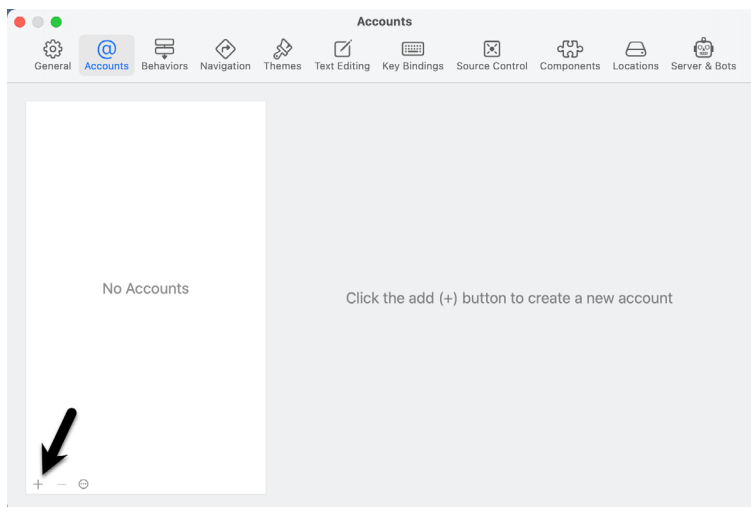 Accounts
General Accounts Behaviors Navigation Themes Text Editing Key Bindings Source Control Components Locations Server & Bots
No Accounts
Click the add (+) button to create a new account